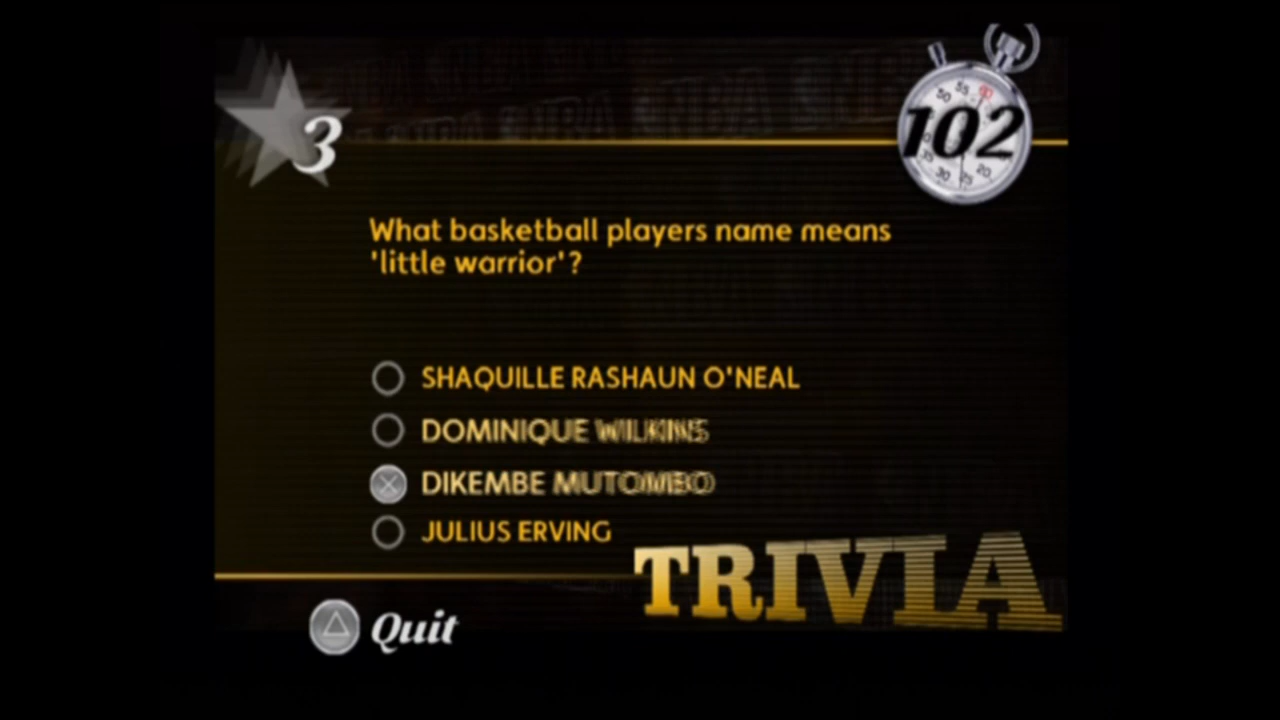 3
102
What basketball players name means
'little warrior'?
SHAQUILLE RASHAUN O'NEAL
DOMINIQUE WILKINS
DIKEMBE MUTOMBO
JULIUS ERVING
TRIVIA
Quit